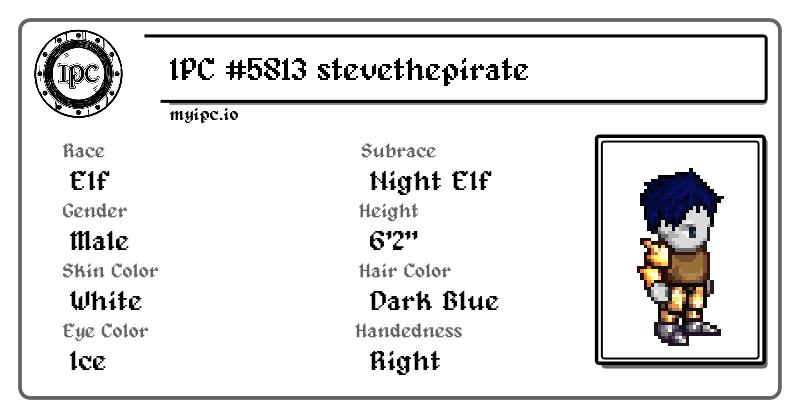 IPC
IPC #5813 stevethepirate
myipc.io
Race
Elf
Subrace
Night Elf
Gender
Male
Height
6'2"
Skin Color
White
Hair Color
Dark Blue
Eye Color
Ice
Handedness
Right